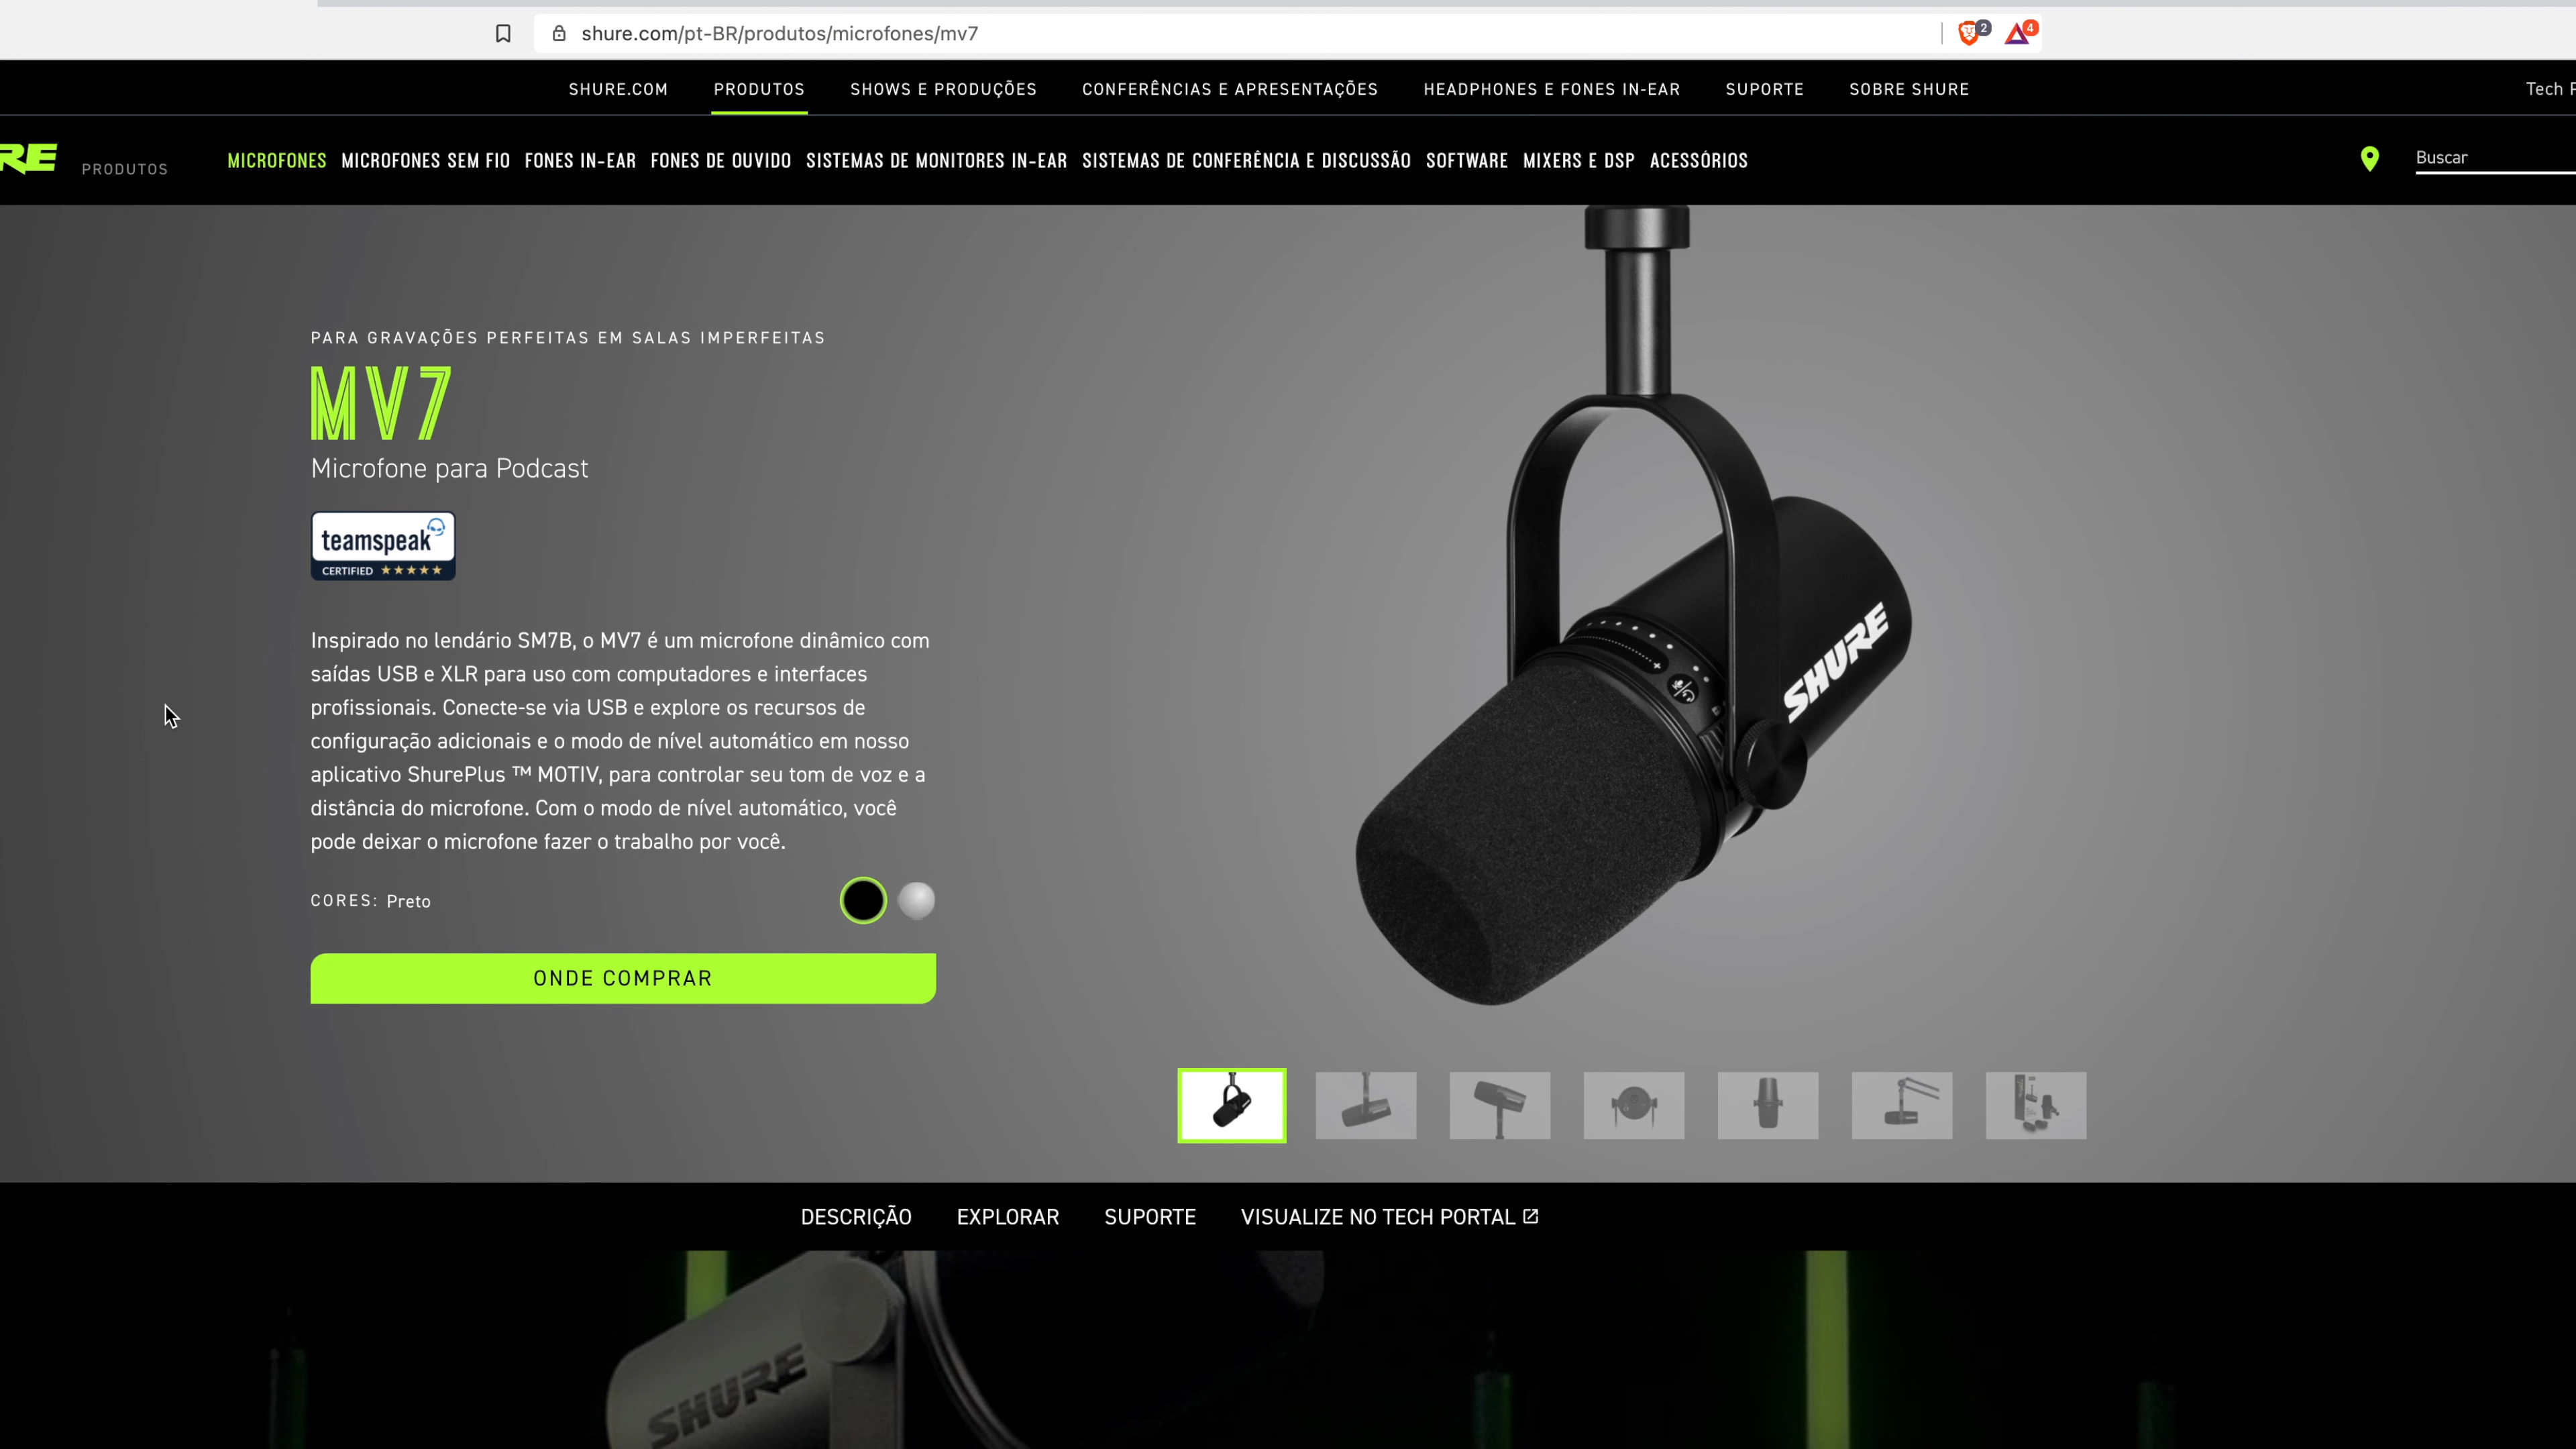 shure.com/pt-BR/produtos/microfones/mv7
2
4
SHURE.COM PRODUTOS SHOWS E PRODUÇÕES CONFERÊNCIAS E APRESENTAÇÕES HEADPHONES E FONES IN-EAR SUPORTE SOBRE SHURE Tech
RE PRODUTOS MICROFONES MICROFONES SEM FIO FONES IN-EAR FONES DE OUVIDO SISTEMAS DE MONITORES IN-EAR SISTEMAS DE CONFERÊNCIA E DISCUSSÃO SOFTWARE MIXERS E DSP ACESSÓRIOS Buscar
PARA GRAVAÇÕES PERFEITAS EM SALAS IMPERFEITAS
MV7
Microfone para Podcast
teamspeak
CERTIFIED ★★★★★
Inspirado no lendário SM7B, o MV7 é um microfone dinâmico com
saídas USB e XLR para uso com computadores e interfaces
profissionais. Conecte-se via USB e explore os recursos de
configuração adicionais e o modo de nível automático em nosso
aplicativo ShurePlus ™ MOTIV, para controlar seu tom de voz e a
distância do microfone. Com o modo de nível automático, você
pode deixar o microfone fazer o trabalho por você.
CORES: Preto
ONDE COMPRAR
SHURE
DESCRIÇÃO EXPLORAR SUPORTE VISUALIZE NO TECH PORTAL
SHURE